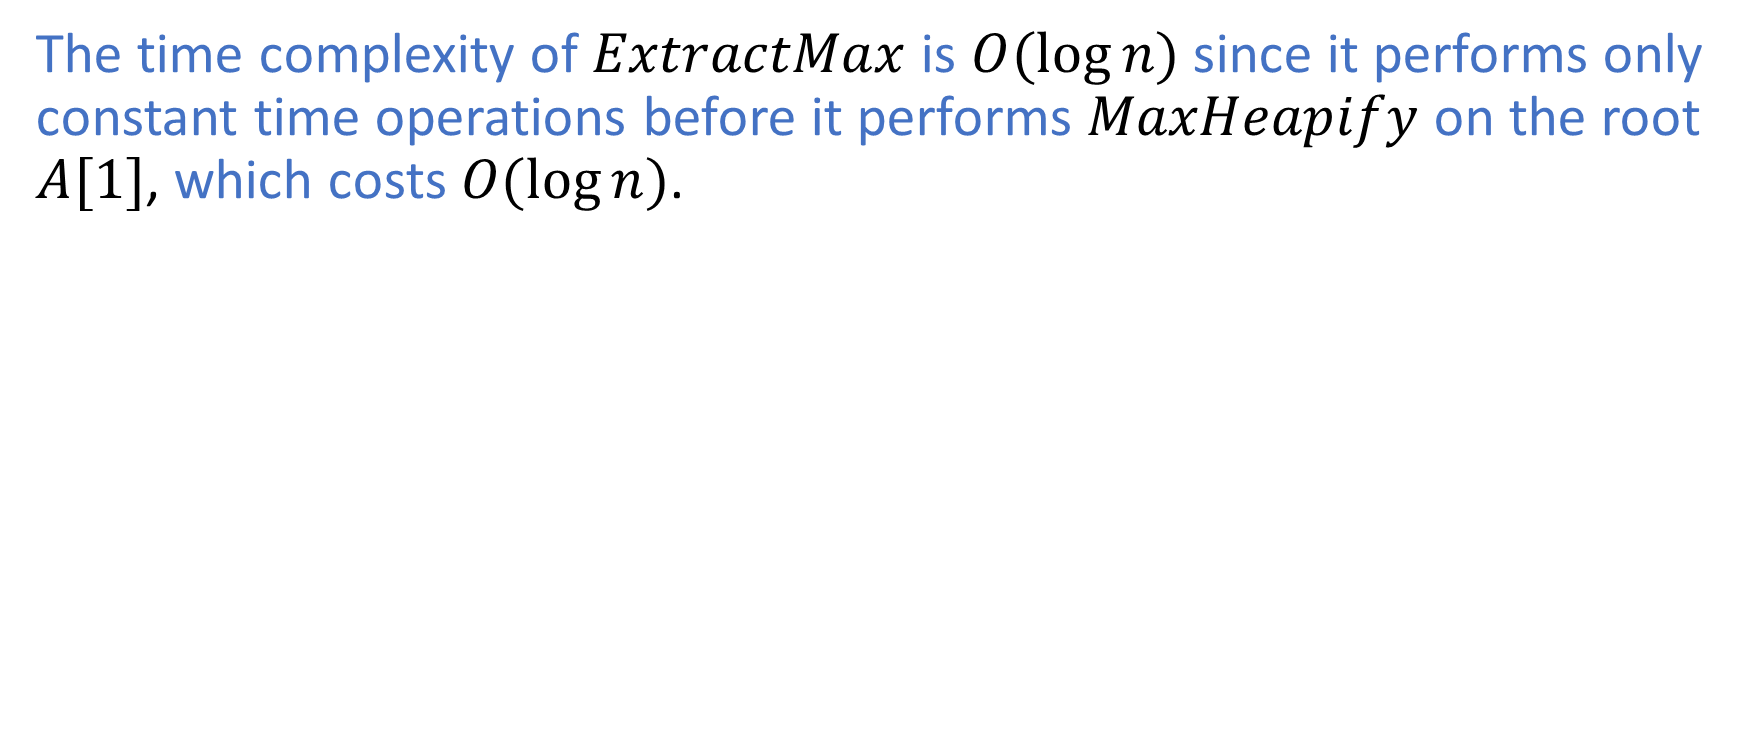 The time complexity of ExtractMax is O(log n) since it performs only
constant time operations before it performs MaxHeapify on the root
A[1], which costs O(log n).